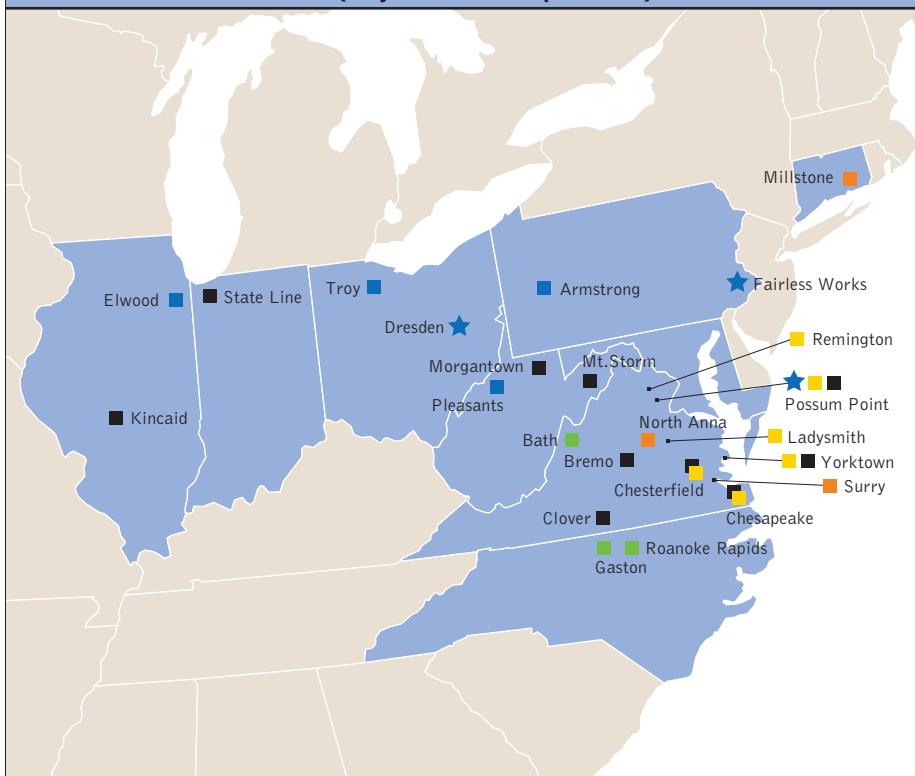 Millstone
Elwood
State Line
Troy
Armstrong
Fairless Works
Dresden
Remington
Morgantown
Mt.Storm
Pleasants
Possum Point
Kincaid
North Anna
Bath
Ladysmith
Bremo
Yorktown
Chesterfield
Surry
Clover
Chesapeake
Roanoke Rapids
Gaston